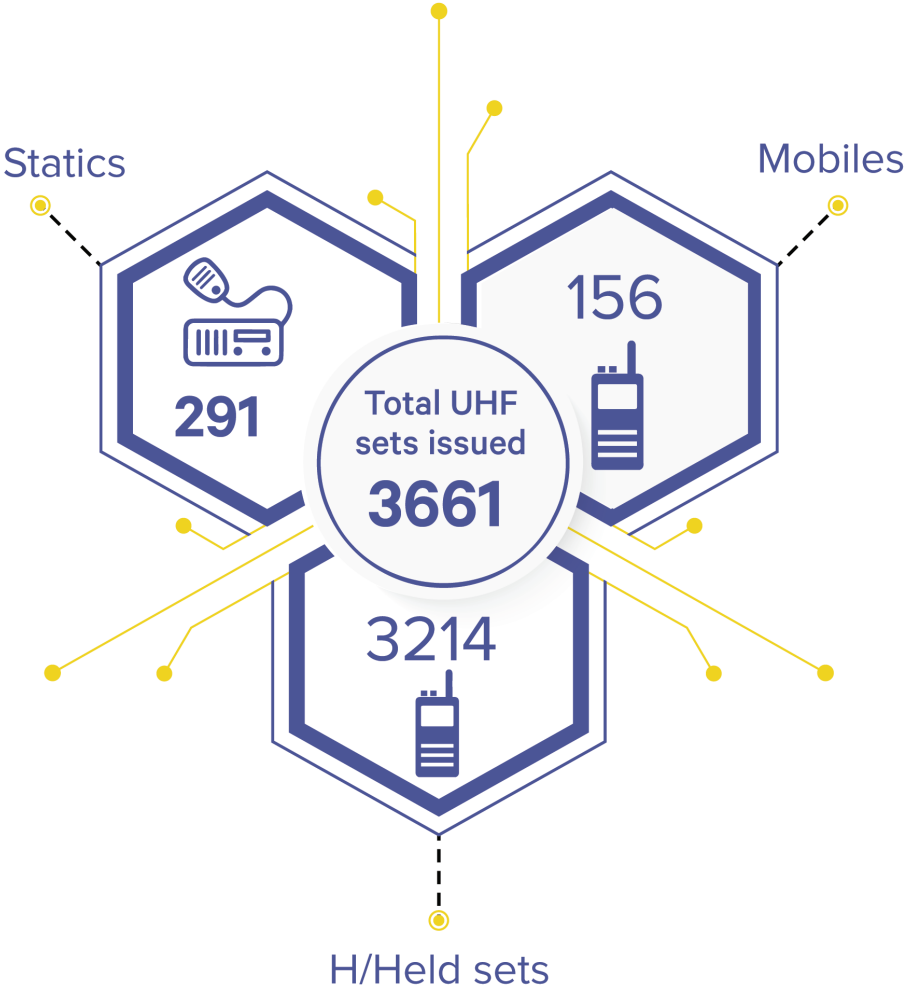 Statics
Mobiles
291
156
Total UHF
sets issued
3661
3214
H/Held sets